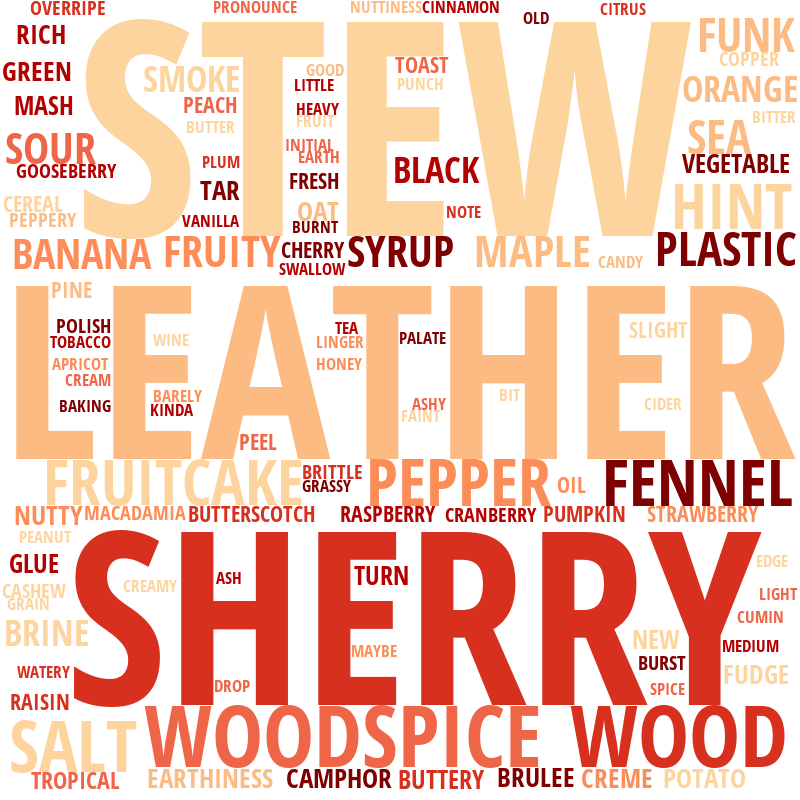 OVERRIPE
PRONOUNCE
NUTTINESS
CINNAMON
OLD
CITRUS
RICH
STEW
FUNK
COPPER
GREEN
SMOKE
GOOD
LITTLE
TOAST
PUNCH
ORANGE
MASH
PEACH
HEAVY
FRUIT
BUTTER
BITTER
SOUR
INITIAL
EARTH
SEA
GOOSEBERRY
PLUM
BLACK
VEGETABLE
TAR
FRESH
HINT
CEREAL
PEPPERY
VANILLA
OAT
BURNT
NOTE
BANANA
FRUITY
CHERRY
SYRUP
MAPLE
CANDY
PLASTIC
SWALLOW
PINE
LEATHER
POLISH
TOBACCO
WINE
TEA
LINGER
PALATE
SLIGHT
APRICOT
CREAM
HONEY
BAKING
BARELY
KINDA
ASHY
FAINT
BIT
CIDER
PEEL
FRUITCAKE
BRITTLE
GRASSY
PEPPER
OIL
FENNEL
NUTTY
MACADAMIA
BUTTERSCOTCH
RASPBERRY
CRANBERRY
PUMPKIN
STRAWBERRY
PEANUT
SHERRY
GLUE
ASH
TURN
EDGE
CASHEW
GRAIN
CREAMY
LIGHT
CUMIN
BRINE
MAYBE
NEW
MEDIUM
BURST
WATERY
FUDGE
DROP
SPICE
RAISIN
SALT
WOODSPICE
WOOD
TROPICAL
EARTHINESS
CAMPHOR
BUTTERY
BRULEE
CREME
POTATO